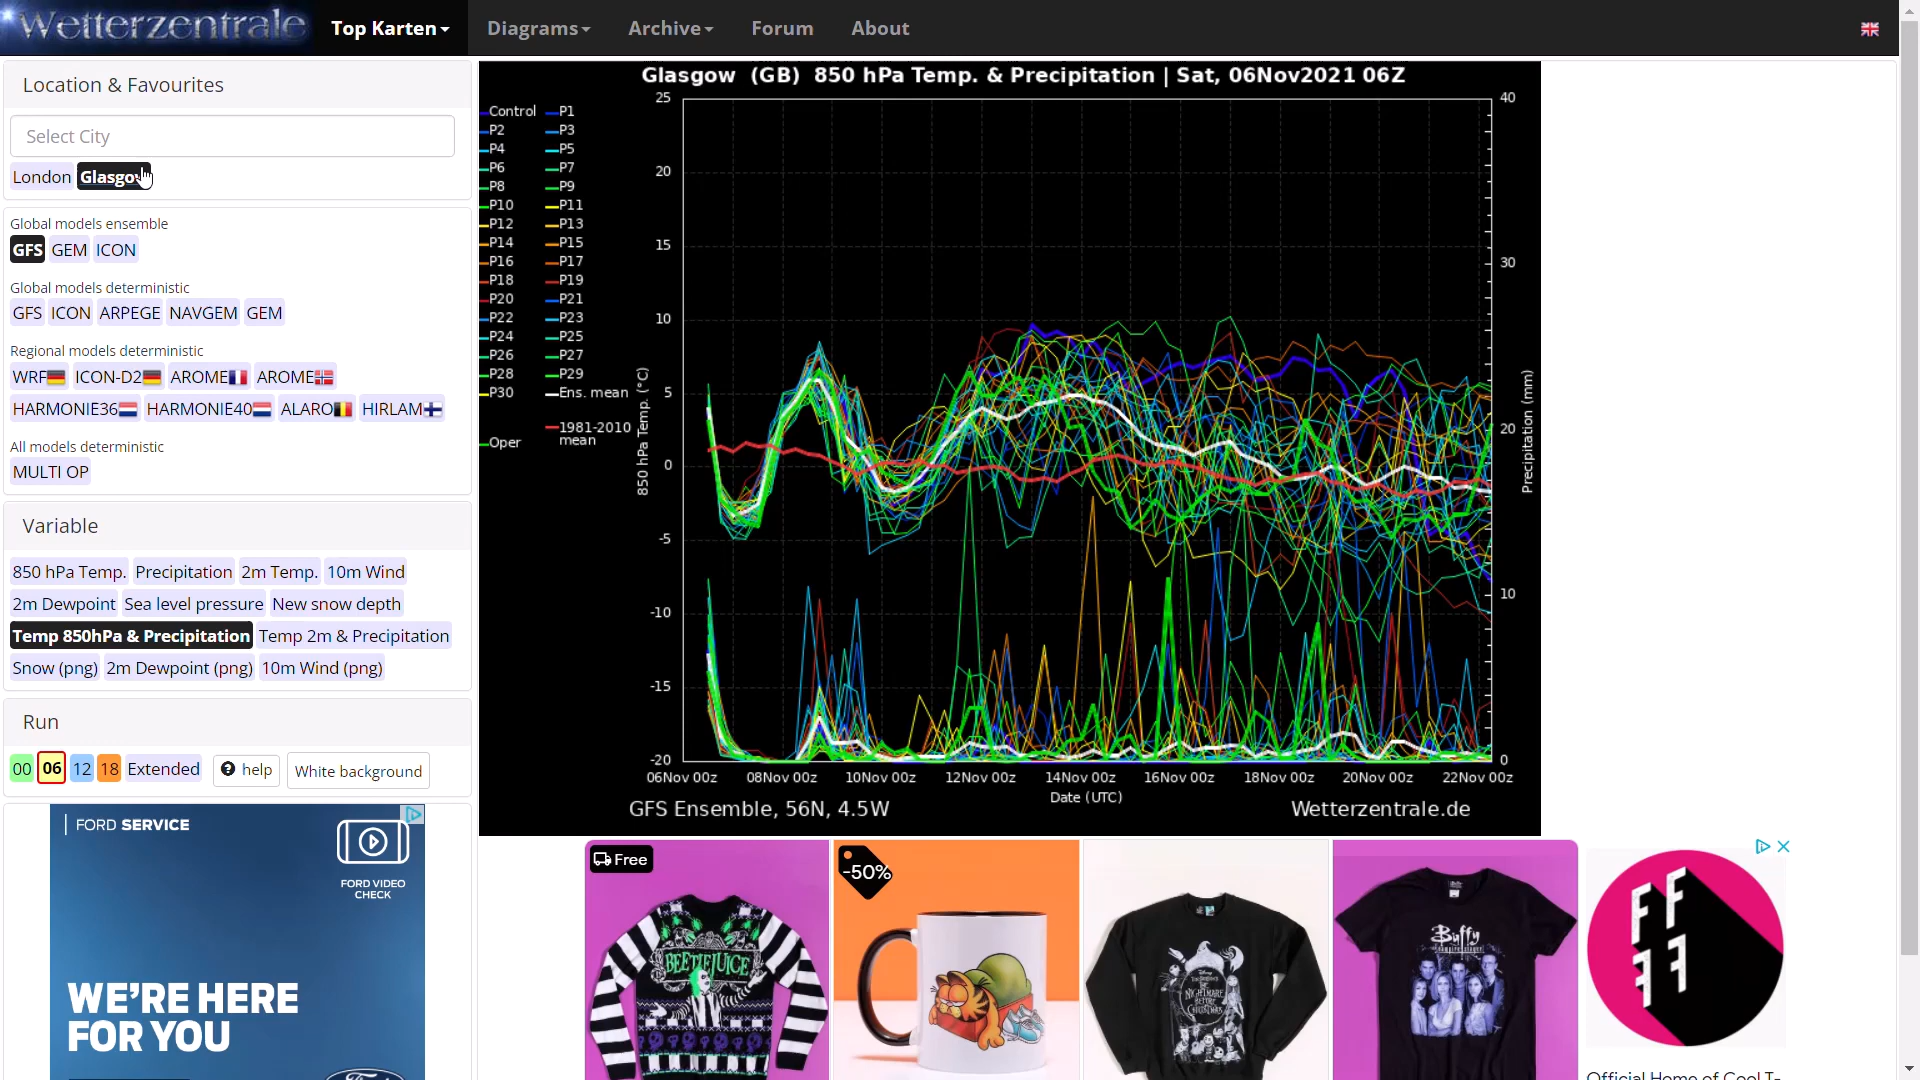 Wetterzentrale
Top Karten
Diagrams
Archive
Forum
About
Location & Favourites
Select City
London Glasgow
Global models ensemble
GFS GEM ICON
Global models deterministic
GFS ICON ARPEGE NAVGEM GEM
Regional models deterministic
WRF ICON-D2 AROME AROME
HARMONIE36 HARMONIE40 ALARO HIRLAM
All models deterministic
MULTI OP
Variable
850 hPa Temp. Precipitation 2m Temp. 10m Wind
2m Dewpoint Sea level pressure New snow depth
Temp 850hPa & Precipitation Temp 2m & Precipitation
Snow (png) 2m Dewpoint (png) 10m Wind (png)
Run
00 06 12 18 Extended help White background
FORD SERVICE
FORD VIDEO
CHECK
WE'RE HERE
FOR YOU
Glasgow (GB) 850 hPa Temp. & Precipitation | Sat, 06Nov2021 06Z
Control P1
P2 P3
P4 P5
P6 P7
P8 P9
P10 P11
P12 P13
P14 P15
P16 P17
P18 P19
P20 P21
P22 P23
P24 P25
P26 P27
P28 P29
P30 Ens. mean
Oper 1981-2010
mean
850 hPa Temp. (°C)
25
20
15
10
5
0
-5
-10
-15
-20
40
30
20
10
0
Precipitation (mm)
06Nov 00z 08Nov 00z 10Nov 00z 12Nov 00z 14Nov 00z 16Nov 00z 18Nov 00z 20Nov 00z 22Nov 00z
Date (UTC)
GFS Ensemble, 56N, 4.5W
Wetterzentrale.de
Free
BEETLEJUICE
-50%
NIGHTMARE
BEFORE
CHRISTMAS
Buffy
FF
FF
Official Home of Cool T-